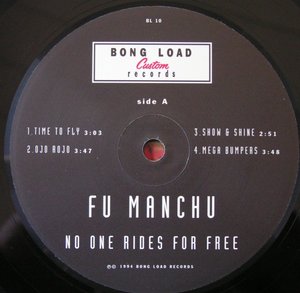 BL 10
BONG LOAD
Custom
records
side A
1.TIME TO FLY 3:03
2.OJO ROJO 3:47
3.SHOW & SHINE 2:51
4.MEGA BUMPERS 3:48
FU MANCHU
NO ONE RIDES FOR FREE
℗© 1994 BONG LOAD RECORDS